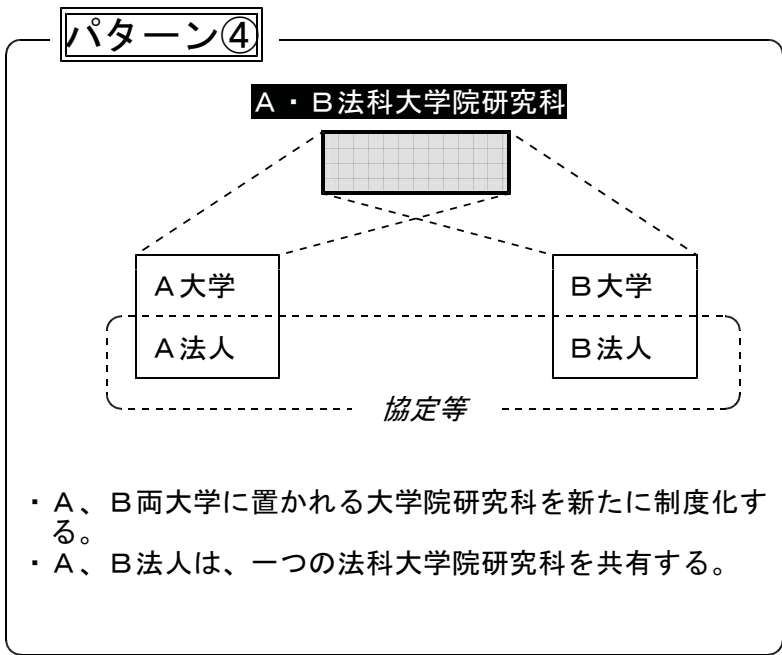 パターン④
A・B法科大学院研究科
A大学
B大学
A法人
B法人
協定等
・A、B両大学に置かれる大学院研究科を新たに制度化す
る。
・A、B法人は、一つの法科大学院研究科を共有する。